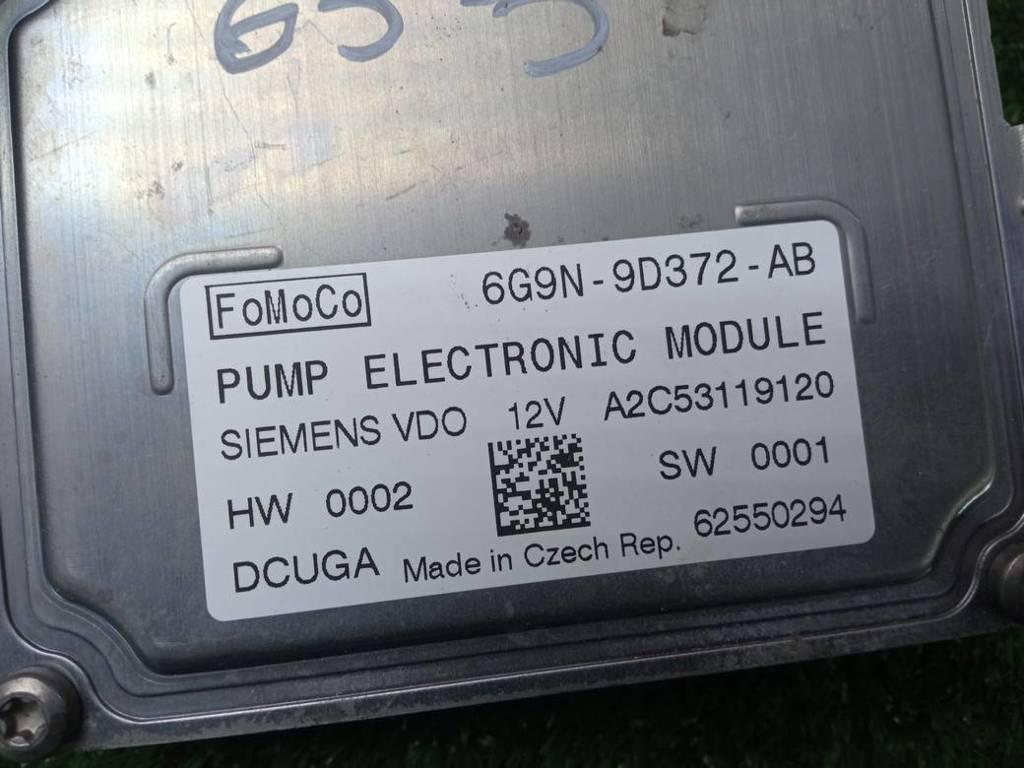 FoMoCo 6G9N-9D372-AB
PUMP ELECTRONIC MODULE
SIEMENS VDO 12V A2C53119120
HW 0002 SW 0001
DCUGA Made in Czech Rep. 62550294